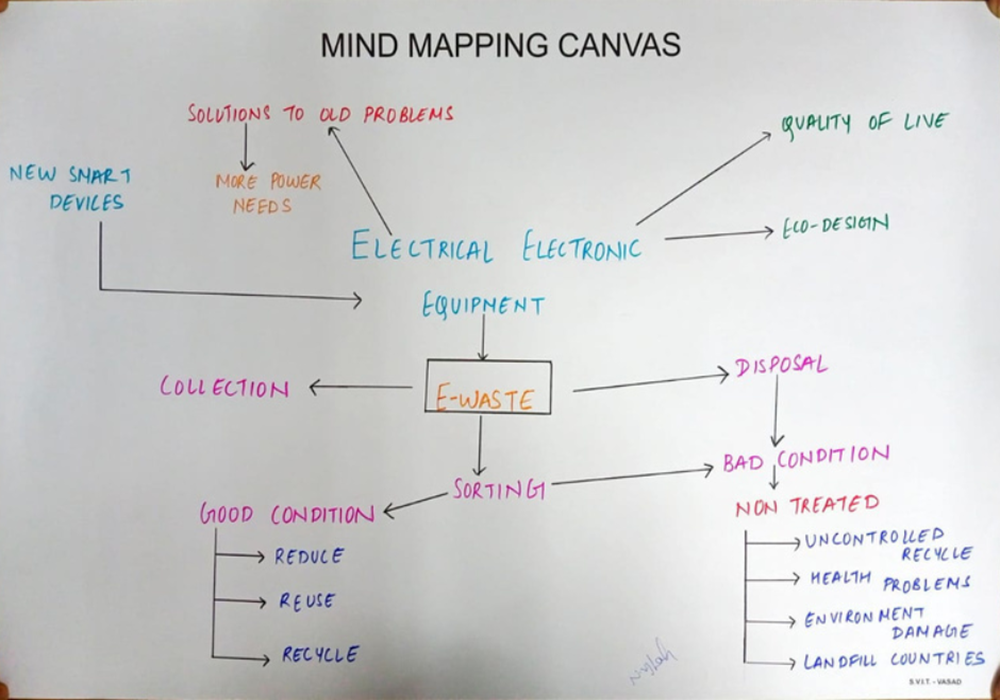 MIND MAPPING CANVAS
SOLUTIONS TO OLD PROBLEMS
QUALITY OF LIVE
NEW SMART
DEVICES
MORE POWER
NEEDS
ECO-DESIGN
ELECTRICAL ELECTRONIC
EQUIPMENT
COLLECTION
E-WASTE
DISPOSAL
BAD CONDITION
SORTING
GOOD CONDITION
NON TREATED
REDUCE
REUSE
RECYCLE
UNCONTROLLED
RECYCLE
HEALTH PROBLEMS
ENVIRONMENT
DAMAGE
LANDFILL COUNTRIES
S.V.I.T. - VASAD